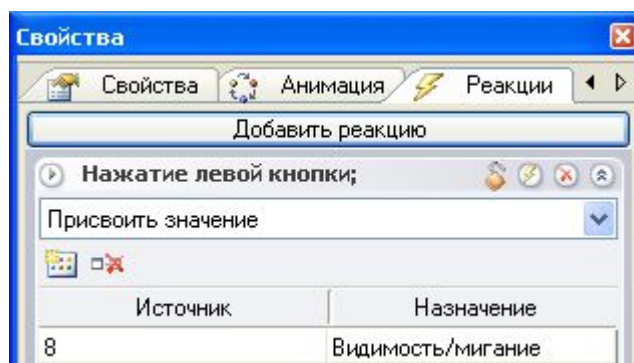 Свойства
Свойства Анимация Реакции
Добавить реакцию
Нажатие левой кнопки;
Присвоить значение
Источник Назначение
8 Видимость/мигание